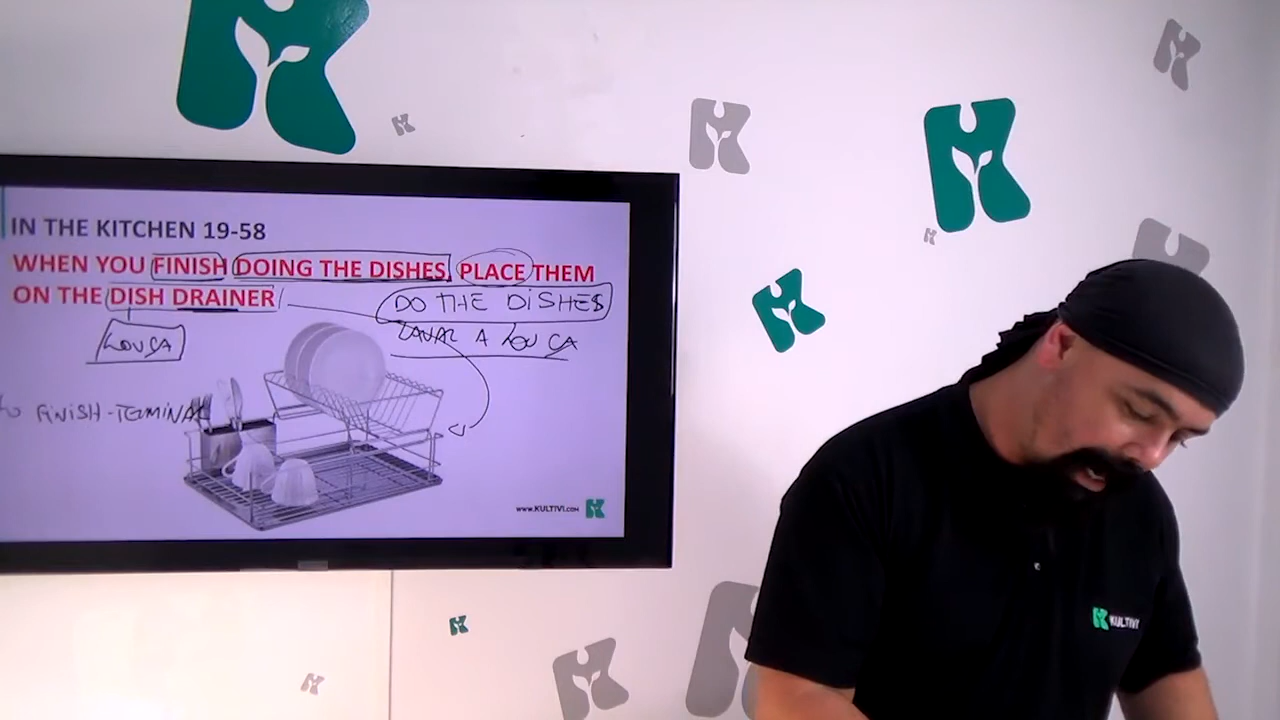 IN THE KITCHEN 19-58
WHEN YOU FINISH DOING THE DISHES, PLACE THEM
ON THE DISH DRAINER
DO THE DISHES
LAVAR A LOUÇA
LOUÇA
TO FINISH-TERMINAR
WWW.KULTIVI.COM
KULTIVI